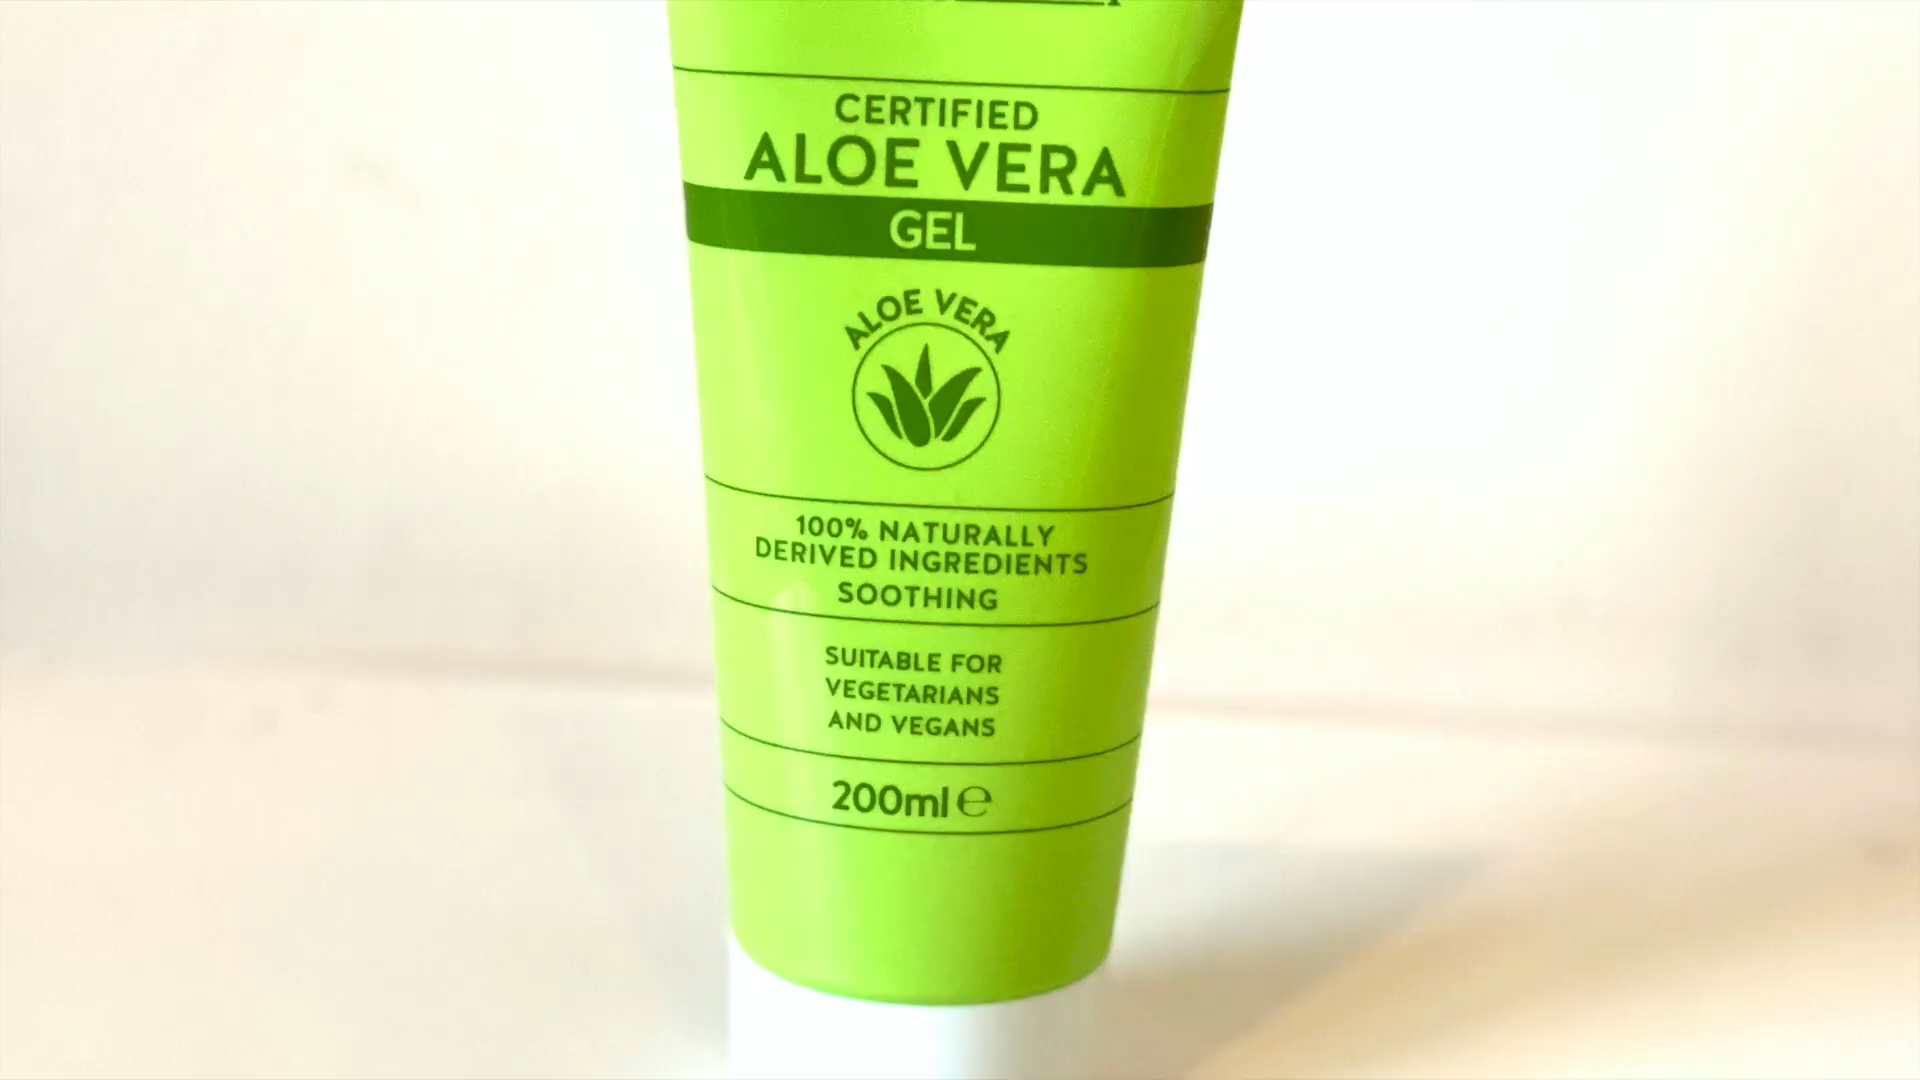 CERTIFIED
ALOE VERA
GEL
ALOE VERA
100% NATURALLY
DERIVED INGREDIENTS
SOOTHING
SUITABLE FOR
VEGETARIANS
AND VEGANS
200ml ℮